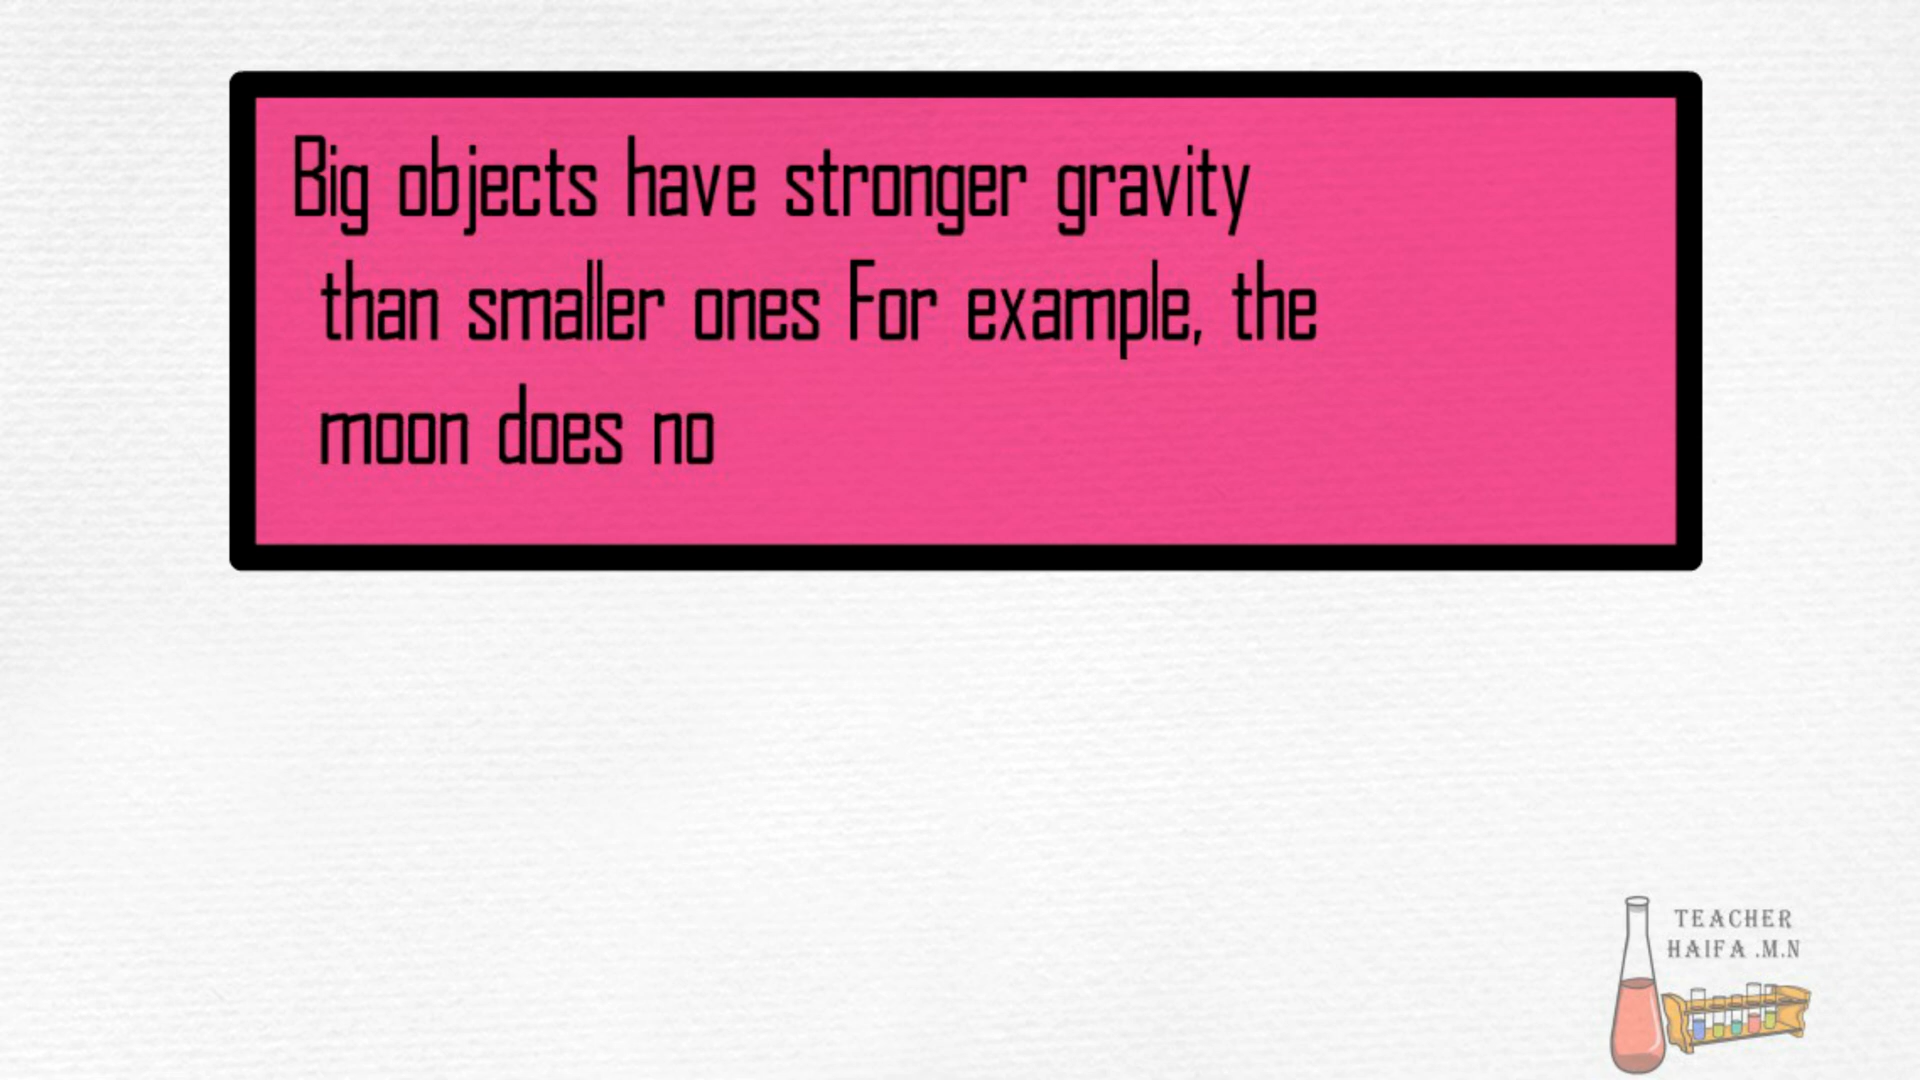 Big objects have stronger gravity
than smaller ones For example, the
moon does no
TEACHER
HAIFA .M.N